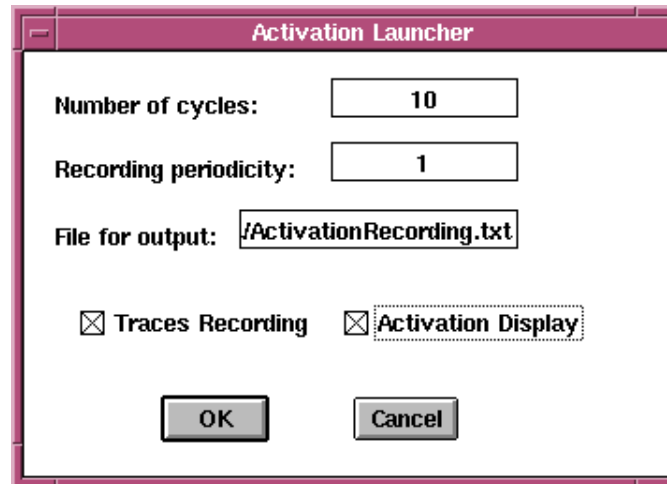 Activation Launcher
Number of cycles: 10
Recording periodicity: 1
File for output: /ActivationRecording.txt
Traces Recording Activation Display
OK Cancel